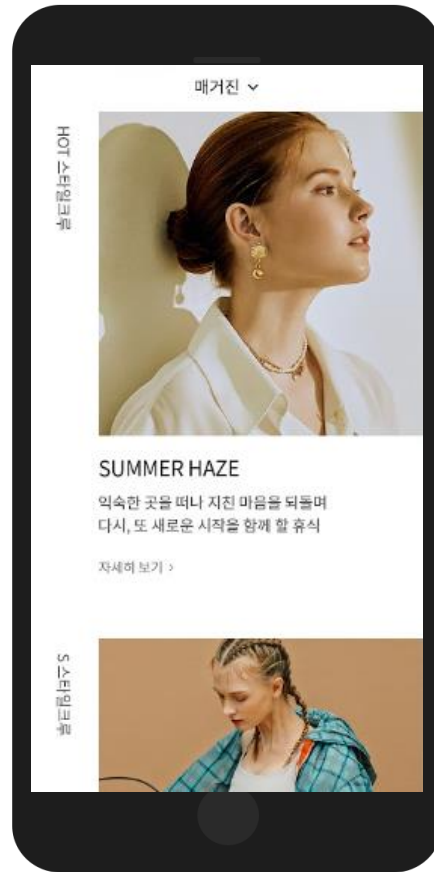 매거진
HOT 스타일크루
SUMMER HAZE
익숙한 곳을 떠나 지친 마음을 되돌며
다시, 또 새로운 시작을 함께 할 휴식
자세히 보기 >
S 스타일크루